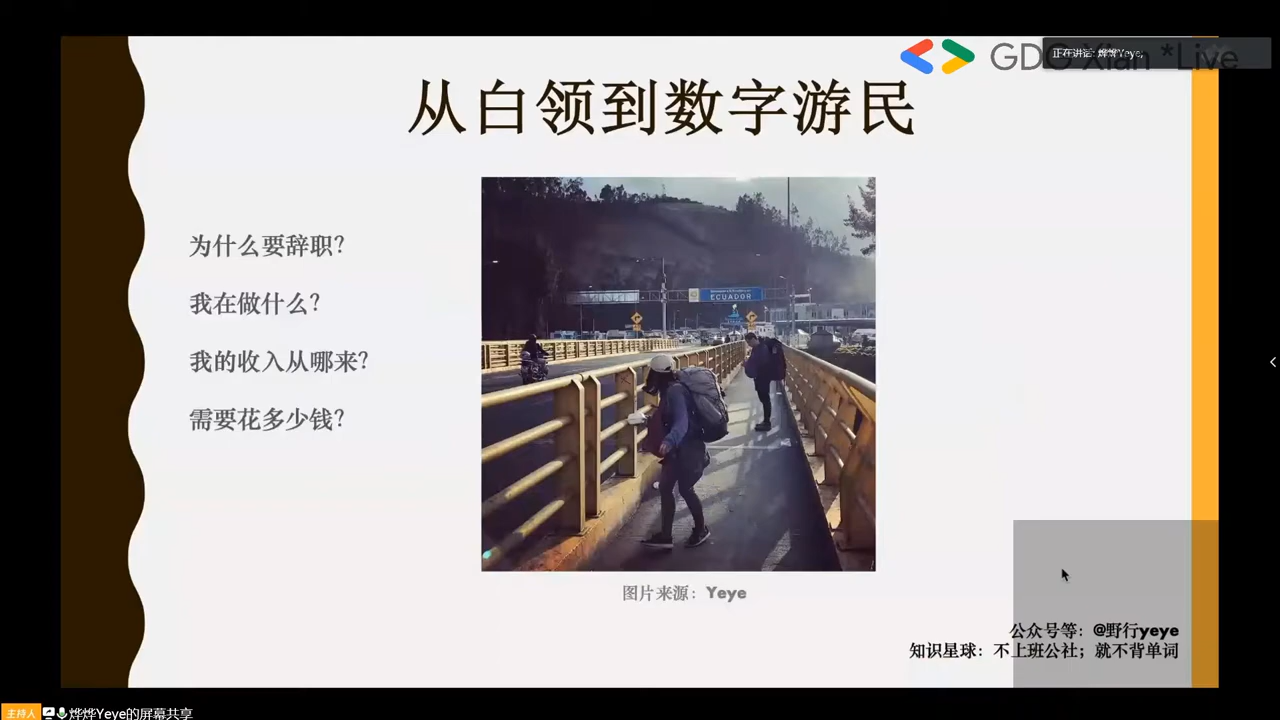 GDG Xian *Live
正在讲话: 烨烨Yeye;
从白领到数字游民
为什么要辞职？
我在做什么？
我的收入从哪来？
需要花多少钱？
ECUADOR
图片来源：Yeye
公众号等：@野行yeye
知识星球：不上班公社；就不背单词
主持人 烨烨Yeye的屏幕共享